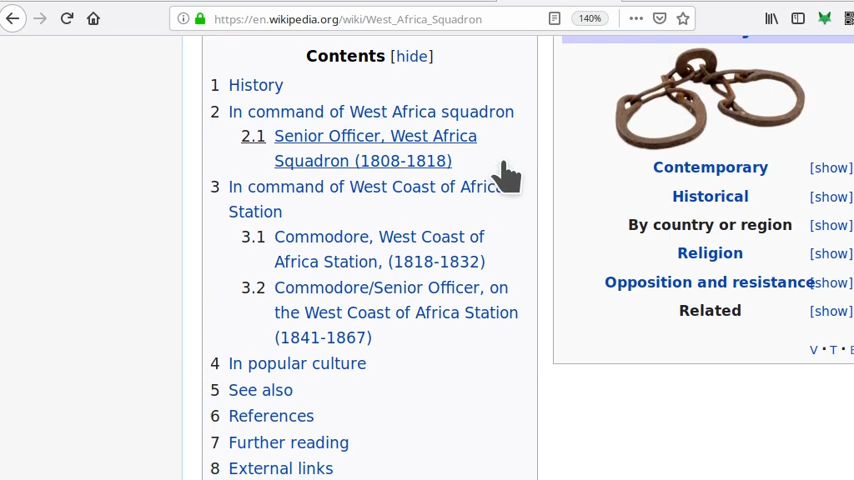 https://en.wikipedia.org/wiki/West_Africa_Squadron
140%
Contents [hide]
1 History
2 In command of West Africa squadron
2.1 Senior Officer, West Africa
Squadron (1808-1818)
3 In command of West Coast of Africa
Station
3.1 Commodore, West Coast of
Africa Station, (1818-1832)
3.2 Commodore/Senior Officer, on
the West Coast of Africa Station
(1841-1867)
4 In popular culture
5 See also
6 References
7 Further reading
8 External links
Contemporary [show]
Historical [show]
By country or region [show]
Religion [show]
Opposition and resistance [show]
Related [show]
V · T · E